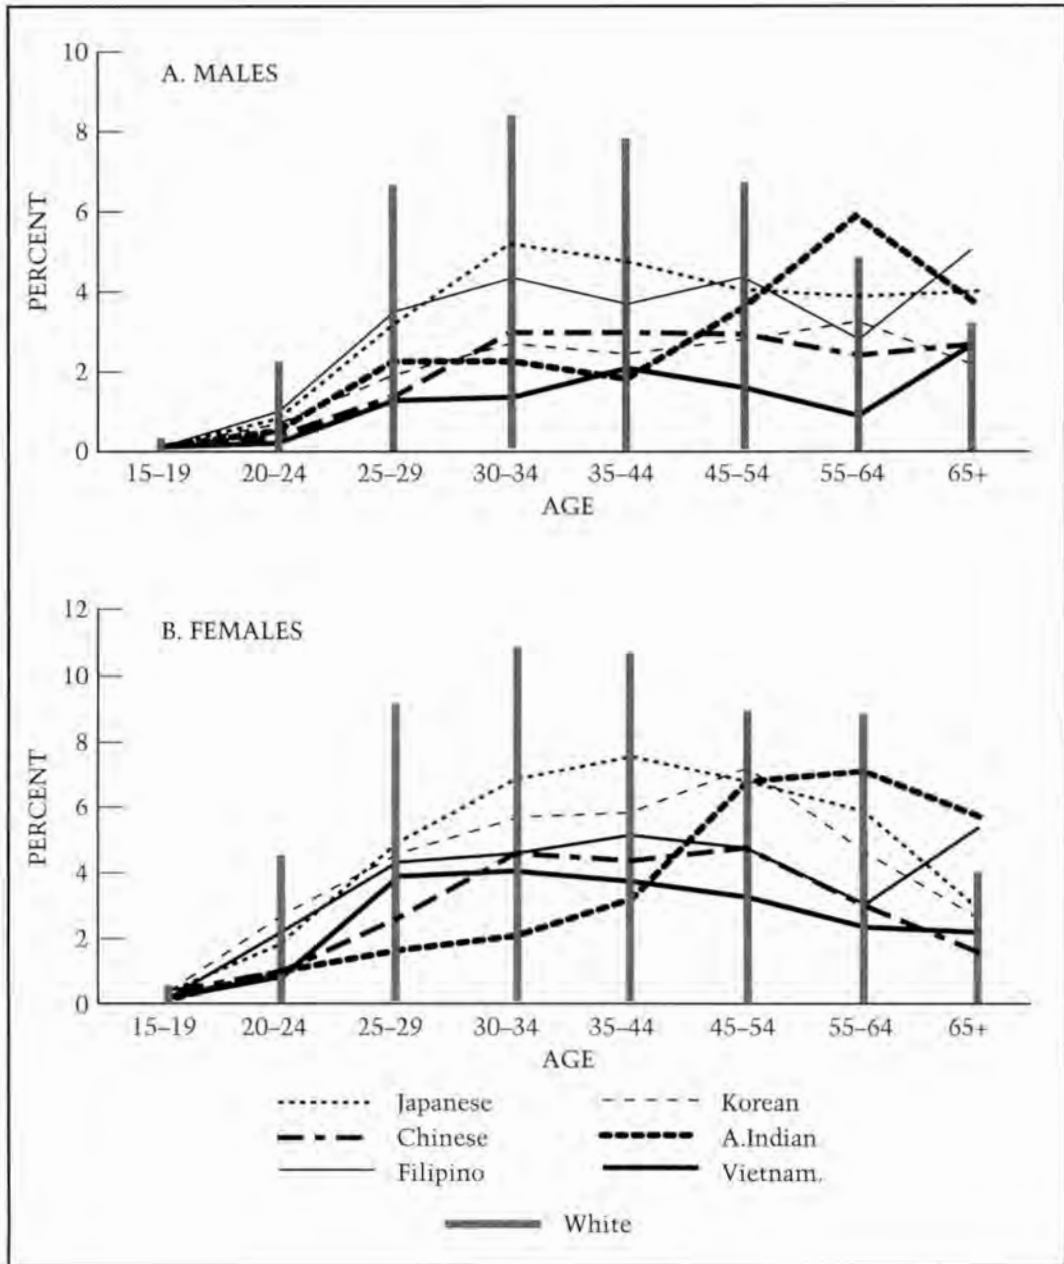 A. MALES
PERCENT
10
8
6
4
2
0
15–19 20–24 25–29 30–34 35–44 45–54 55–64 65+
AGE
B. FEMALES
PERCENT
12
10
8
6
4
2
0
15–19 20–24 25–29 30–34 35–44 45–54 55–64 65+
AGE
Japanese Korean
Chinese A.Indian
Filipino Vietnam.
White